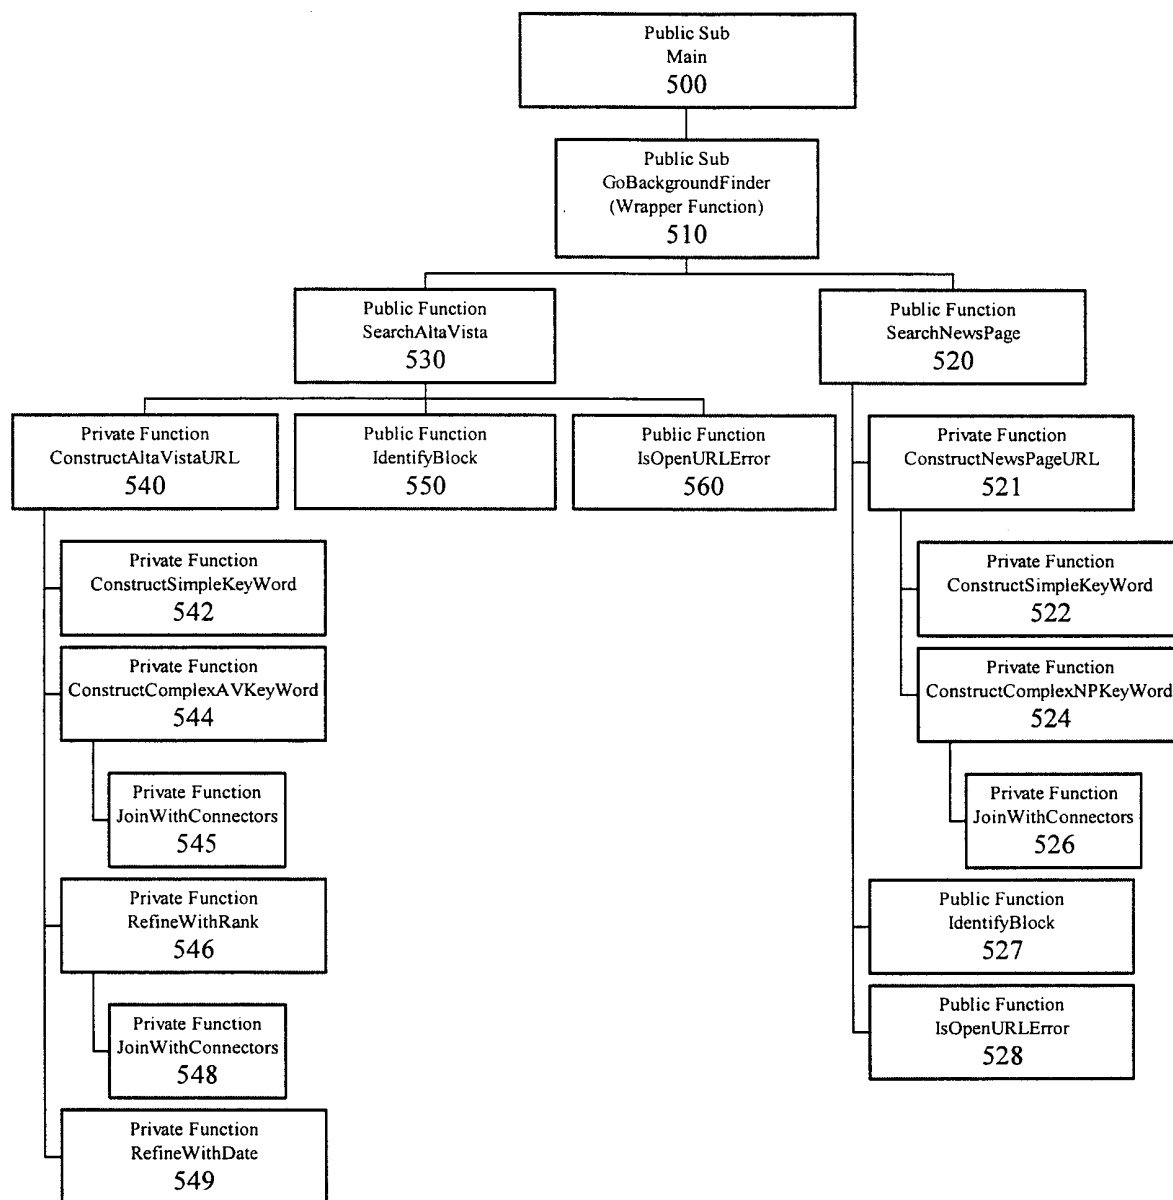 Public Sub
Main
500
Public Sub
GoBackgroundFinder
(Wrapper Function)
510
Public Function
SearchAltaVista
530
Public Function
SearchNewsPage
520
Private Function
ConstructAltaVistaURL
540
Public Function
IdentifyBlock
550
Public Function
IsOpenURLError
560
Private Function
ConstructNewsPageURL
521
Private Function
ConstructSimpleKeyWord
542
Private Function
ConstructComplexAVKeyWord
544
Private Function
JoinWithConnectors
545
Private Function
RefineWithRank
546
Private Function
JoinWithConnectors
548
Private Function
RefineWithDate
549
Private Function
ConstructSimpleKeyWord
522
Private Function
ConstructComplexNPKeyWord
524
Private Function
JoinWithConnectors
526
Public Function
IdentifyBlock
527
Public Function
IsOpenURLError
528